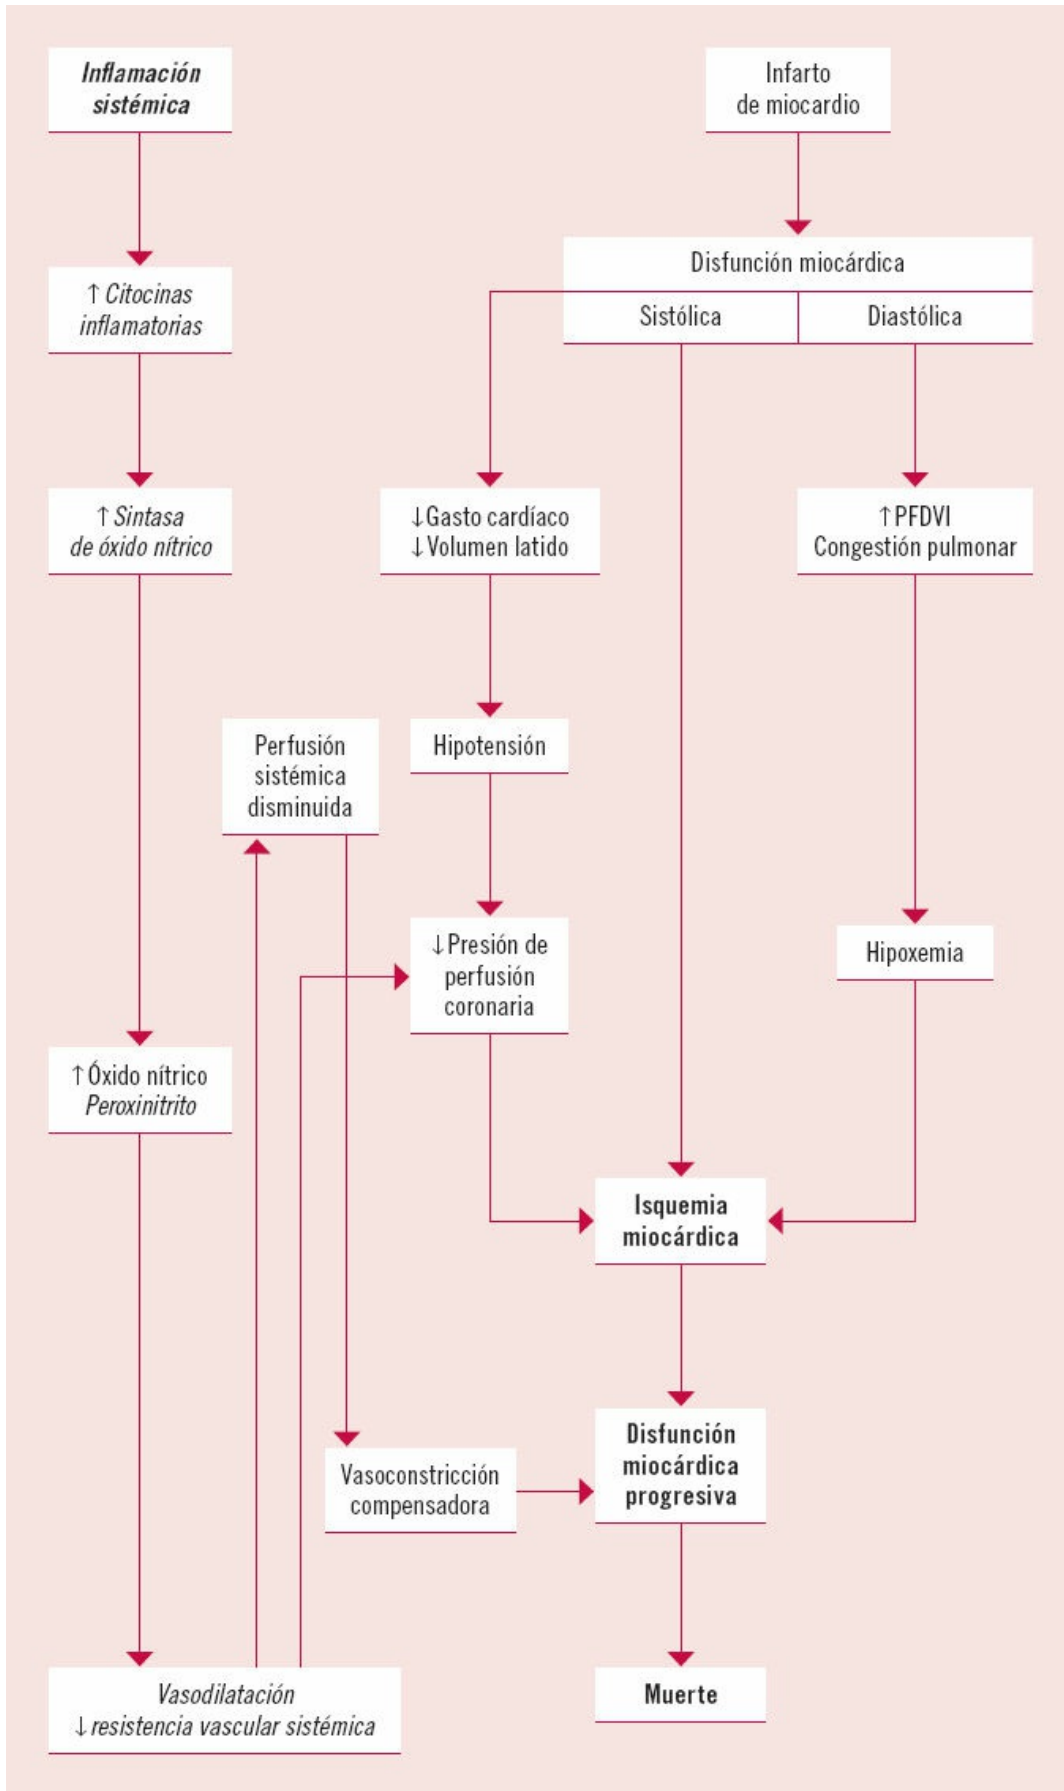 Inflamación
sistémica
Infarto
de miocardio
Disfunción miocárdica
↑ Citocinas
inflamatorias
Sistólica
Diastólica
↑ Sintasa
de óxido nítrico
↓ Gasto cardíaco
↓ Volumen latido
↑ PFDVI
Congestión pulmonar
Perfusión
sistémica
disminuida
Hipotensión
↓ Presión de
perfusión
coronaria
Hipoxemia
↑ Óxido nítrico
Peroxinitrito
Isquemia
miocárdica
Disfunción
miocárdica
progresiva
Vasoconstricción
compensadora
Vasodilatación
↓ resistencia vascular sistémica
Muerte